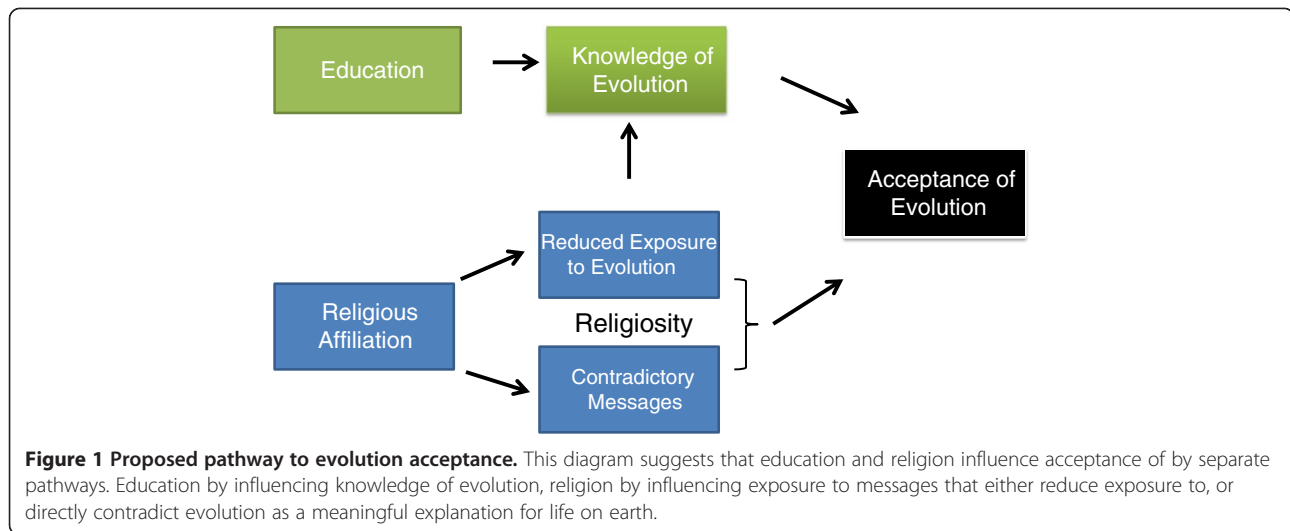 Education
Knowledge of
Evolution
Acceptance of
Evolution
Reduced Exposure
to Evolution
Religiosity
Religious
Affiliation
Contradictory
Messages
Figure 1 Proposed pathway to evolution acceptance. This diagram suggests that education and religion influence acceptance of by separate
pathways. Education by influencing knowledge of evolution, religion by influencing exposure to messages that either reduce exposure to, or
directly contradict evolution as a meaningful explanation for life on earth.